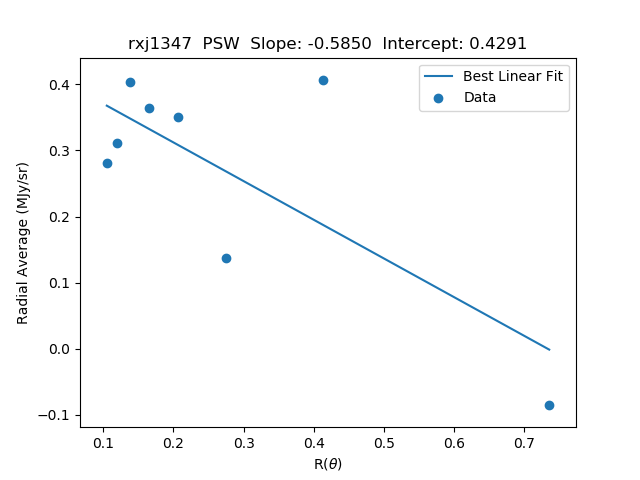 rxj1347  PSW  Slope: -0.5850  Intercept: 0.4291
Best Linear Fit
Data
Radial Average (MJy/sr)
0.4
0.3
0.2
0.1
0.0
−0.1
0.1 0.2 0.3 0.4 0.5 0.6 0.7
R(θ)